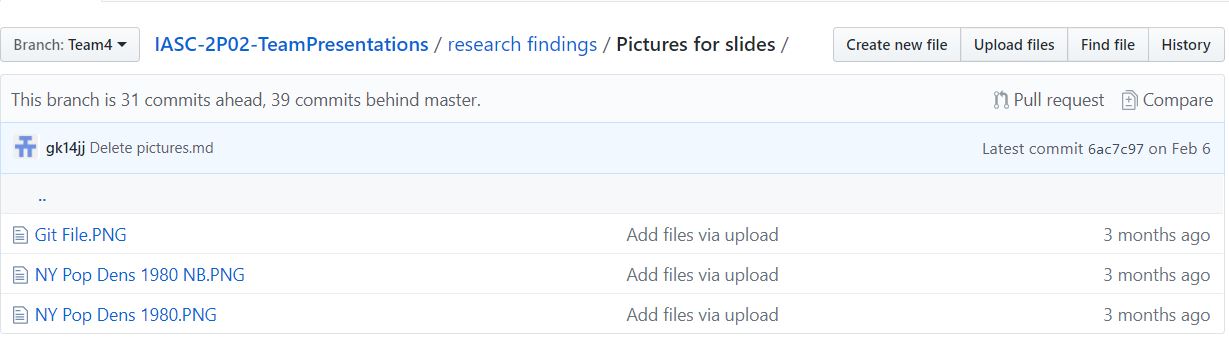 Branch: Team4 IASC-2P02-TeamPresentations / research findings / Pictures for slides / Create new file Upload files Find file History
This branch is 31 commits ahead, 39 commits behind master. Pull request Compare
gk14jj Delete pictures.md Latest commit 6ac7c97 on Feb 6
..
Git File.PNG Add files via upload 3 months ago
NY Pop Dens 1980 NB.PNG Add files via upload 3 months ago
NY Pop Dens 1980.PNG Add files via upload 3 months ago